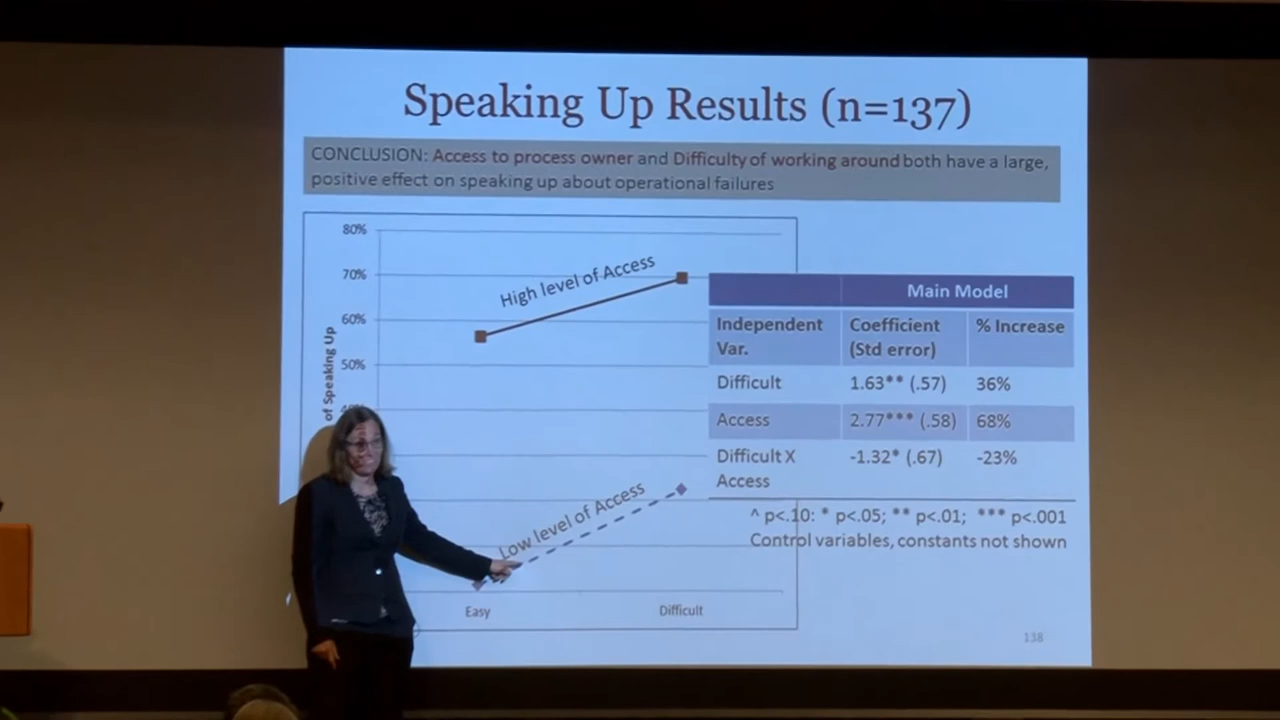 Speaking Up Results (n=137)
CONCLUSION: Access to process owner and Difficulty of working around both have a large,
positive effect on speaking up about operational failures
80%
70%
60%
50%
of Speaking Up
High level of Access
Low level of Access
Easy
Difficult
Main Model
Independent Var.
Coefficient (Std error)
% Increase
Difficult 1.63** (.57) 36%
Access 2.77*** (.58) 68%
Difficult X Access -1.32* (.67) -23%
^ p<.10: * p<.05; ** p<.01; *** p<.001
Control variables, constants not shown
138